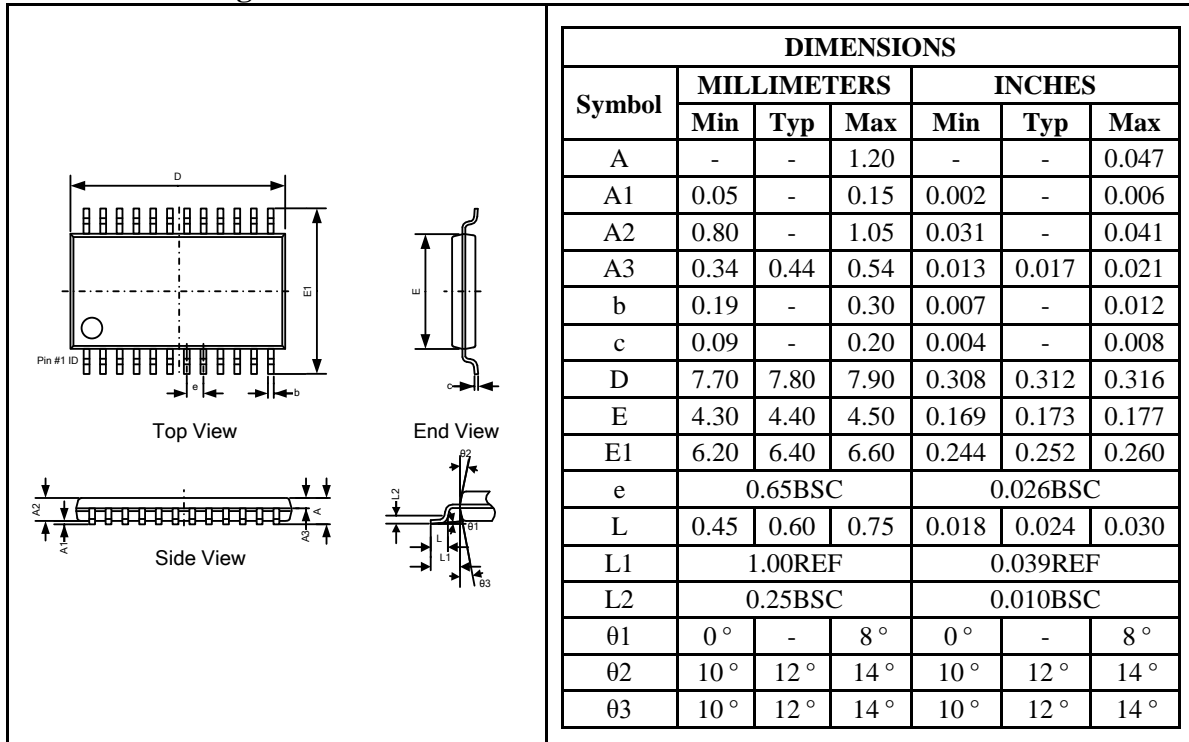 D
E1
E
Pin #1 ID
e
b
c
Top View
End View
A2
A1
A3
A
Side View
θ2
L2
θ1
L
L1
θ3
DIMENSIONS
Symbol MILLIMETERS INCHES
Min Typ Max Min Typ Max
A - - 1.20 - - 0.047
A1 0.05 - 0.15 0.002 - 0.006
A2 0.80 - 1.05 0.031 - 0.041
A3 0.34 0.44 0.54 0.013 0.017 0.021
b 0.19 - 0.30 0.007 - 0.012
c 0.09 - 0.20 0.004 - 0.008
D 7.70 7.80 7.90 0.308 0.312 0.316
E 4.30 4.40 4.50 0.169 0.173 0.177
E1 6.20 6.40 6.60 0.244 0.252 0.260
e 0.65BSC 0.026BSC
L 0.45 0.60 0.75 0.018 0.024 0.030
L1 1.00REF 0.039REF
L2 0.25BSC 0.010BSC
θ1 0° - 8° 0° - 8°
θ2 10° 12° 14° 10° 12° 14°
θ3 10° 12° 14° 10° 12° 14°